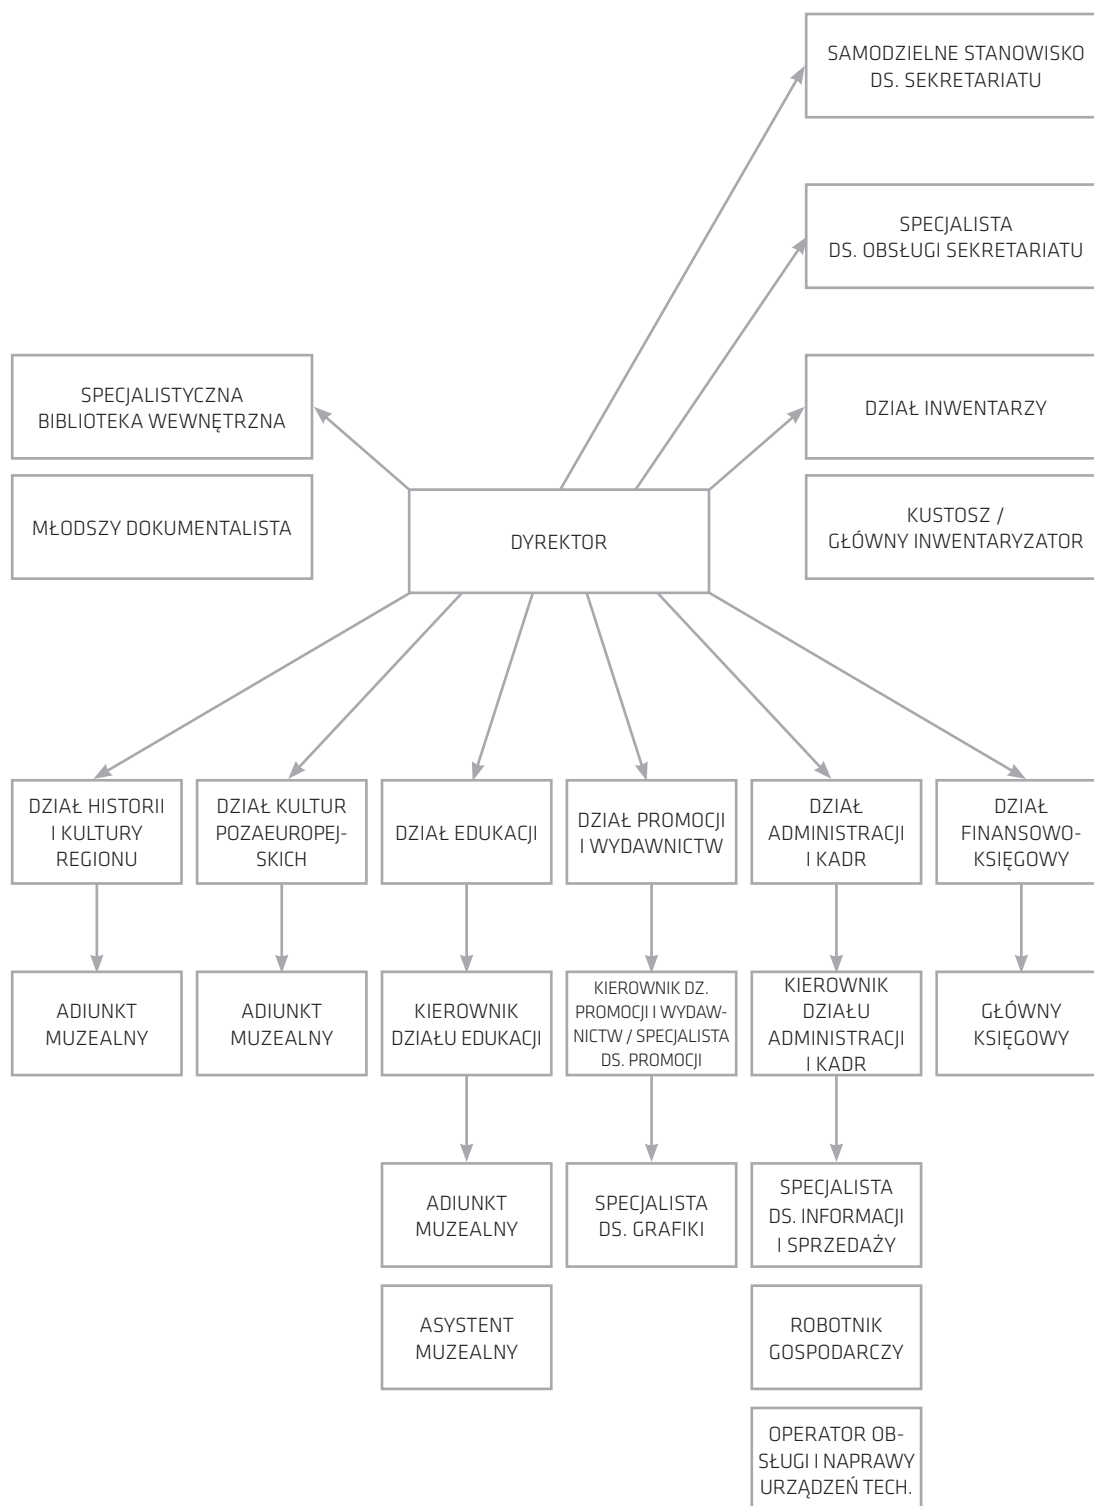 SAMODZIELNE STANOWISKO
DS. SEKRETARIATU
SPECJALISTA
DS. OBSŁUGI SEKRETARIATU
SPECJALISTYCZNA
BIBLIOTEKA WEWNĘTRZNA
DZIAŁ INWENTARZY
MŁODSZY DOKUMENTALISTA
DYREKTOR
KUSTOSZ /
GŁÓWNY INWENTARYZATOR
DZIAŁ HISTORII
I KULTURY
REGIONU
DZIAŁ KULTUR
POZAEUROPEJ-
SKICH
DZIAŁ EDUKACJI
DZIAŁ PROMOCJI
I WYDAWNICTW
DZIAŁ
ADMINISTRACJI
I KADR
DZIAŁ
FINANSOWO-
KSIĘGOWY
ADIUNKT
MUZEALNY
ADIUNKT
MUZEALNY
KIEROWNIK
DZIAŁU EDUKACJI
KIEROWNIK DZ.
PROMOCJI I WYDAW-
NICTW / SPECJALISTA
DS. PROMOCJI
KIEROWNIK
DZIAŁU
ADMINISTRACJI
I KADR
GŁÓWNY
KSIĘGOWY
ADIUNKT
MUZEALNY
SPECJALISTA
DS. GRAFIKI
SPECJALISTA
DS. INFORMACJI
I SPRZEDAŻY
ASYSTENT
MUZEALNY
ROBOTNIK
GOSPODARCZY
OPERATOR OB-
SŁUGI I NAPRAWY
URZĄDZEŃ TECH.